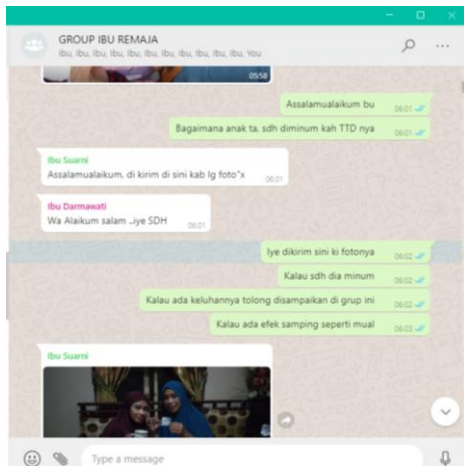 GROUP IBU REMAJA
Ibu, Ibu, Ibu, Ibu, Ibu, Ibu, Ibu, Ibu, Ibu, Ibu, Ibu, You
05:58
Assalamualaikum bu 06:01
Bagaimana anak ta, sdh diminum kah TTD nya 06:01
Ibu Suarni
Assalamualaikum, di kirim di sini kab lg foto"x 06:01
Ibu Darmawati
Wa Alaikum salam ..iye SDH 06:01
Iye dikirim sini ki fotonya 06:02
Kalau sdh dia minum 06:02
Kalau ada keluhannya tolong disampaikan di grup ini 06:02
Kalau ada efek samping seperti mual 06:03
Ibu Suarni
Type a message